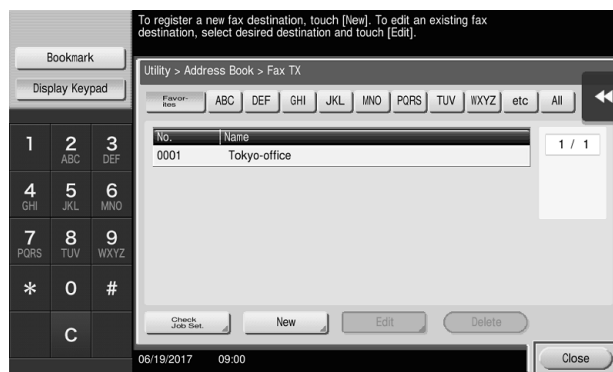 To register a new fax destination, touch [New]. To edit an existing fax
destination, select desired destination and touch [Edit].
Bookmark
Display Keypad
Utility > Address Book > Fax TX
Favor-
ites
ABC DEF GHI JKL MNO PQRS TUV WXYZ etc All
No. Name
1 / 1
0001 Tokyo-office
1 2 3
ABC DEF
4 5 6
GHI JKL MNO
7 8 9
PQRS TUV WXYZ
* 0 #
C
Check
Job Set.
New Edit Delete
06/19/2017 09:00
Close